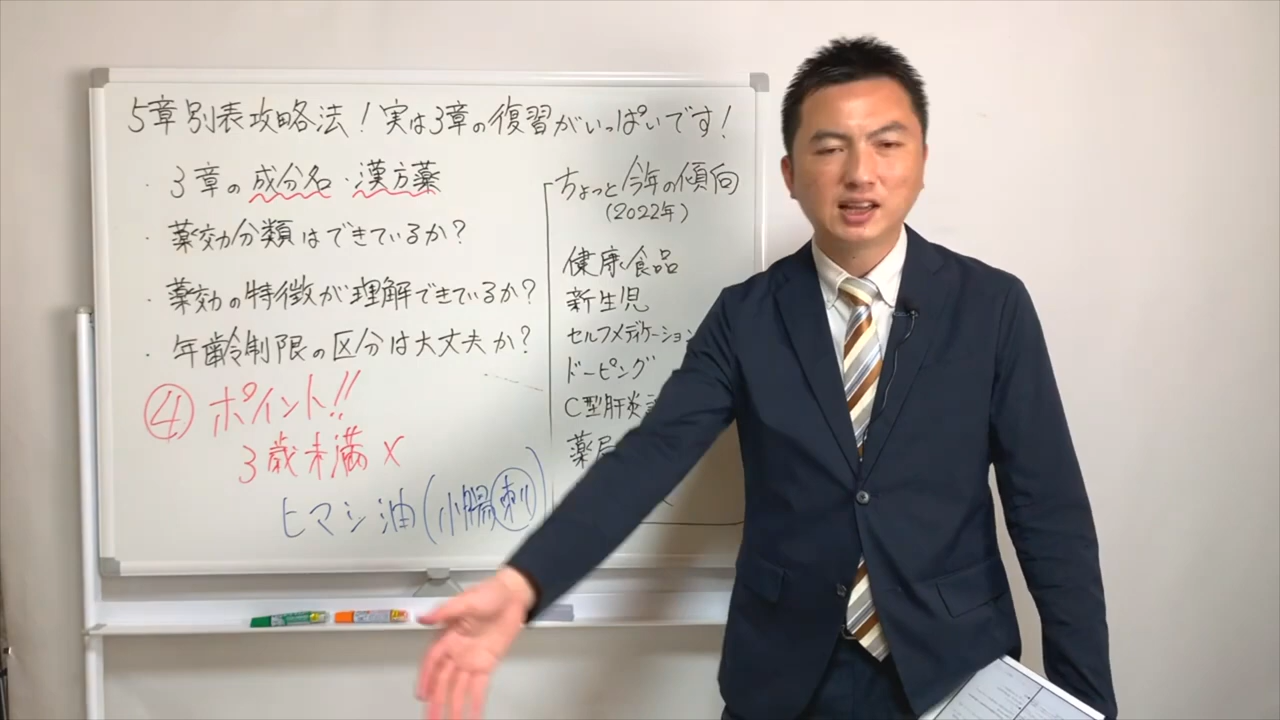 5章別表攻略法!実は3章の復習がいっぱいです!
・3章の成分名・漢方薬
・薬効分類はできているか?
・薬効の特徴が理解できているか?
・年齢制限の区分は大丈夫か?
④ポイント!!
3歳未満×
ヒマシ油(小腸刺)
ちょっと今年の傾向
(2022年)
健康食品
新生児
セルフメディケーション
ドーピング
C型肝炎
薬局